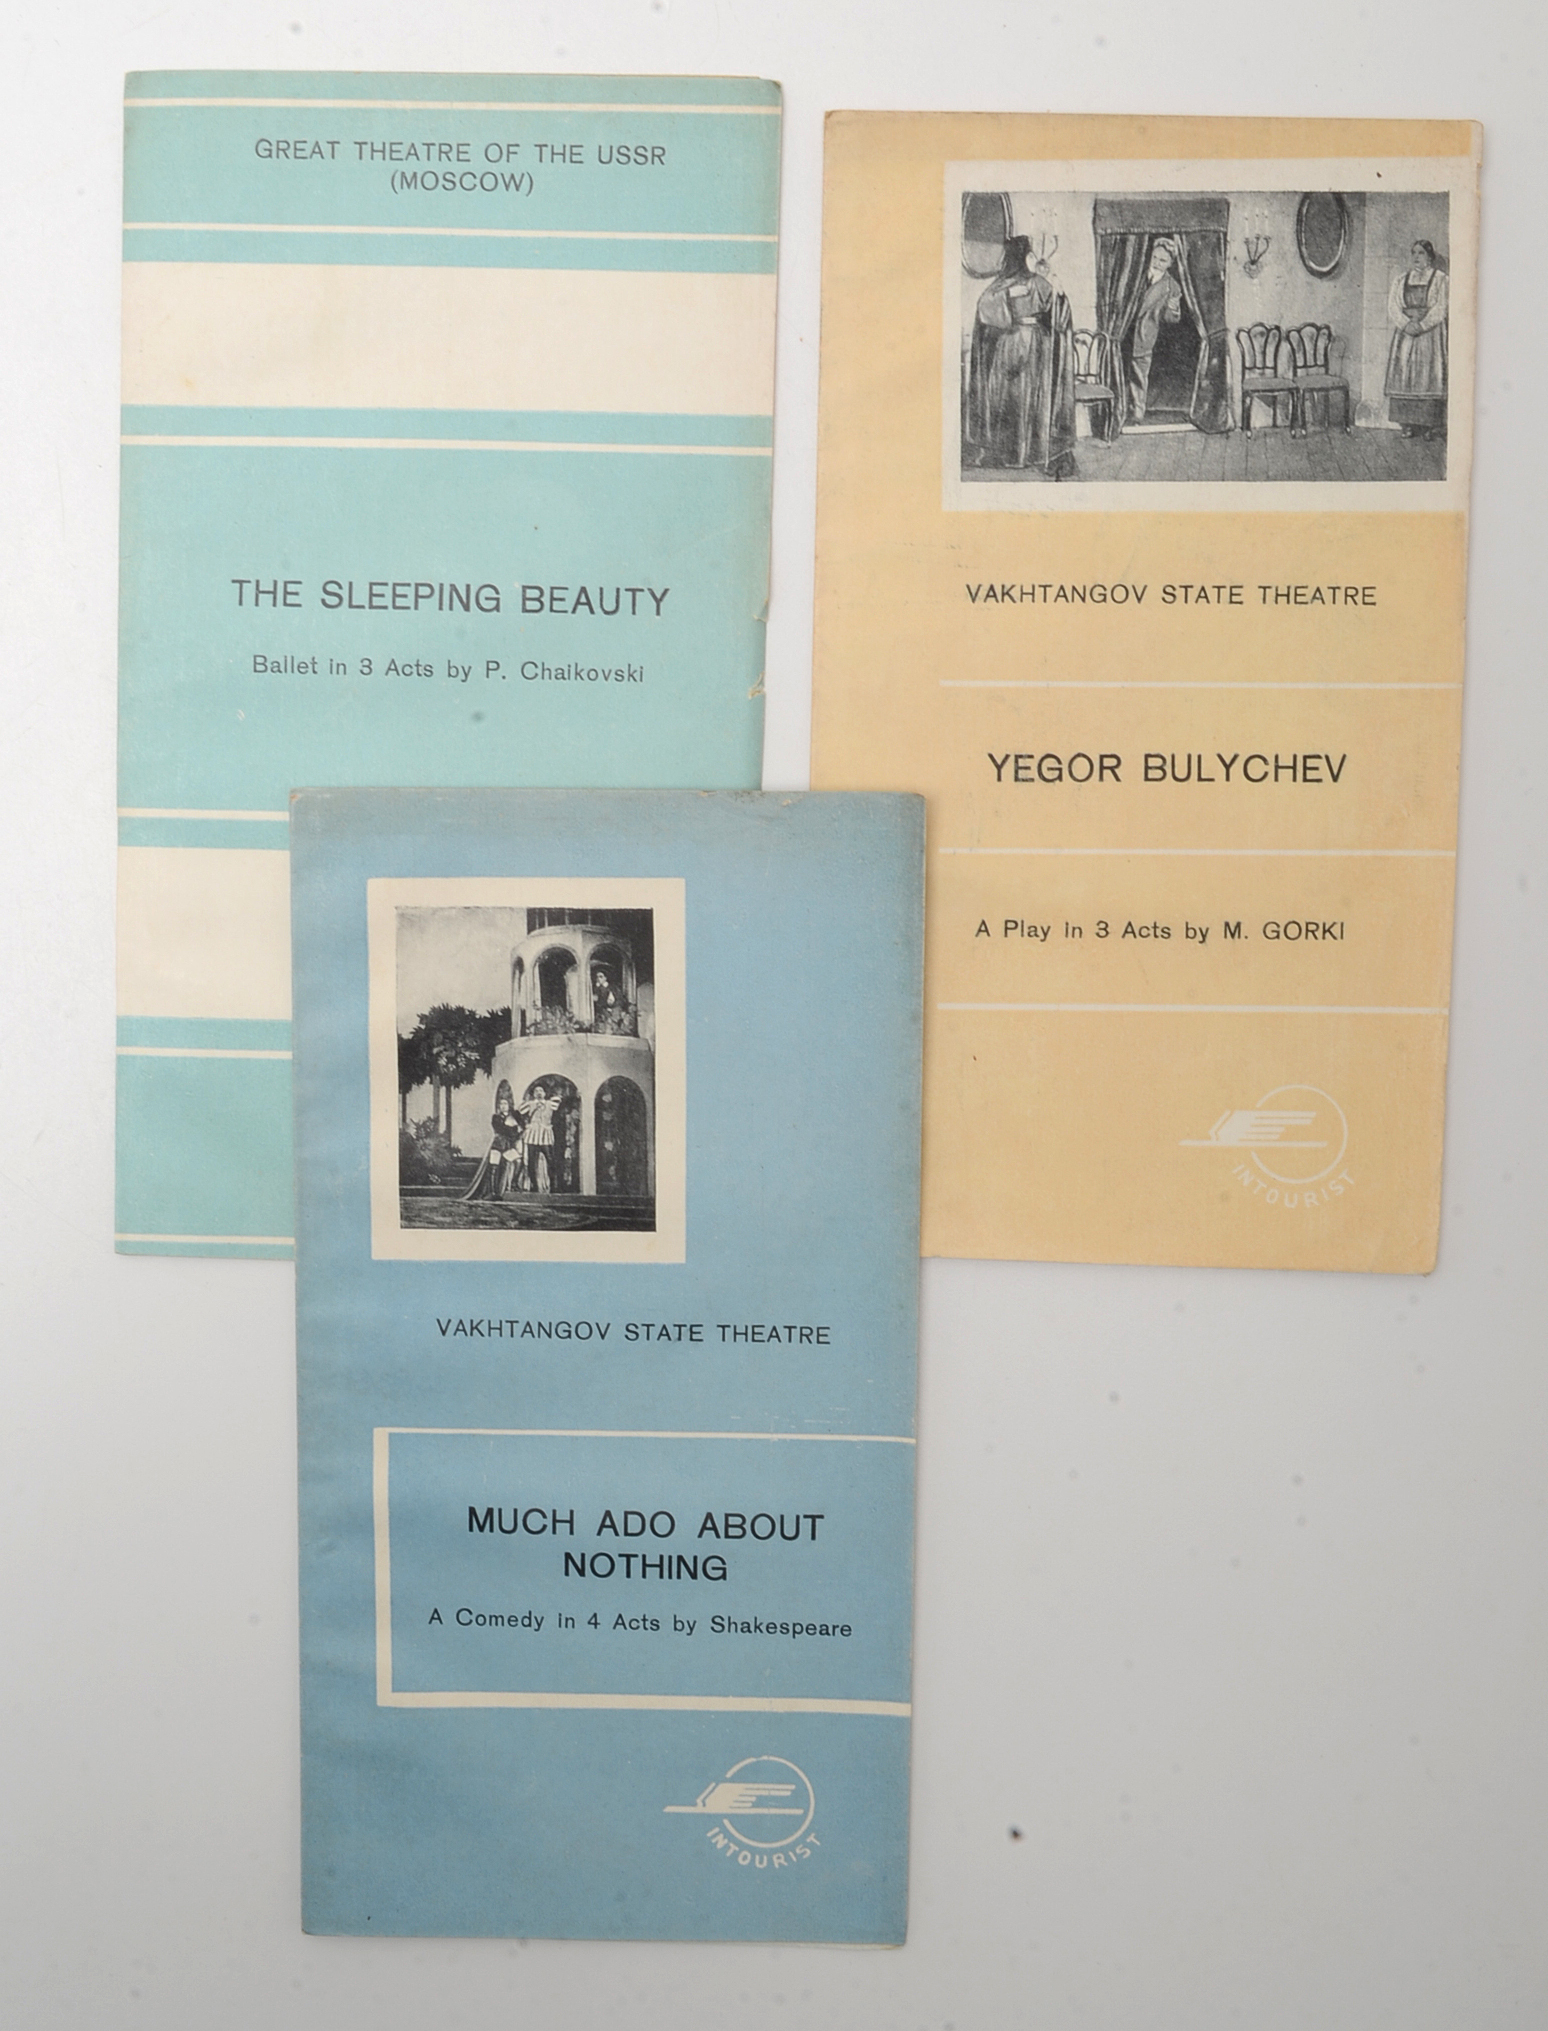 GREAT THEATRE OF THE USSR
(MOSCOW)
THE SLEEPING BEAUTY
Ballet in 3 Acts by P. Chaikovski
VAKHTANGOV STATE THEATRE
YEGOR BULYCHEV
A Play in 3 Acts by M. GORKI
INTOURIST
VAKHTANGOV STATE THEATRE
MUCH ADO ABOUT
NOTHING
A Comedy in 4 Acts by Shakespeare
INTOURIST